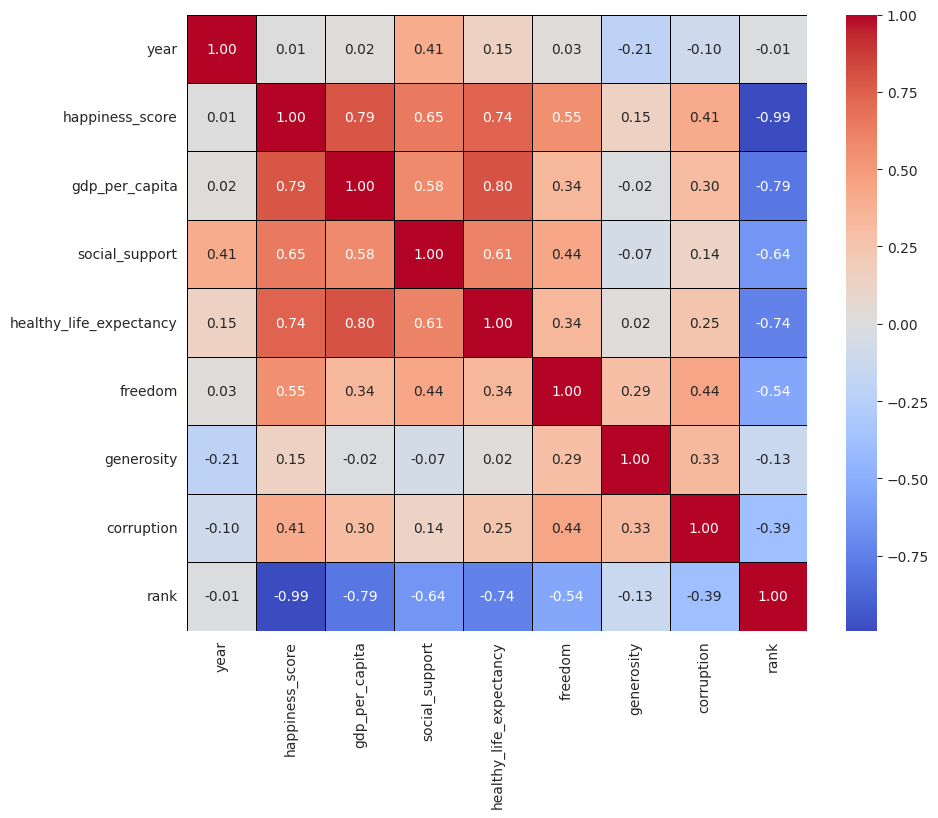 year 1.00 0.01 0.02 0.41 0.15 0.03 -0.21 -0.10 -0.01
happiness_score 0.01 1.00 0.79 0.65 0.74 0.55 0.15 0.41 -0.99
gdp_per_capita 0.02 0.79 1.00 0.58 0.80 0.34 -0.02 0.30 -0.79
social_support 0.41 0.65 0.58 1.00 0.61 0.44 -0.07 0.14 -0.64
healthy_life_expectancy 0.15 0.74 0.80 0.61 1.00 0.34 0.02 0.25 -0.74
freedom 0.03 0.55 0.34 0.44 0.34 1.00 0.29 0.44 -0.54
generosity -0.21 0.15 -0.02 -0.07 0.02 0.29 1.00 0.33 -0.13
corruption -0.10 0.41 0.30 0.14 0.25 0.44 0.33 1.00 -0.39
rank -0.01 -0.99 -0.79 -0.64 -0.74 -0.54 -0.13 -0.39 1.00
year
happiness_score
gdp_per_capita
social_support
healthy_life_expectancy
freedom
generosity
corruption
rank
1.00
0.75
0.50
0.25
0.00
−0.25
−0.50
−0.75